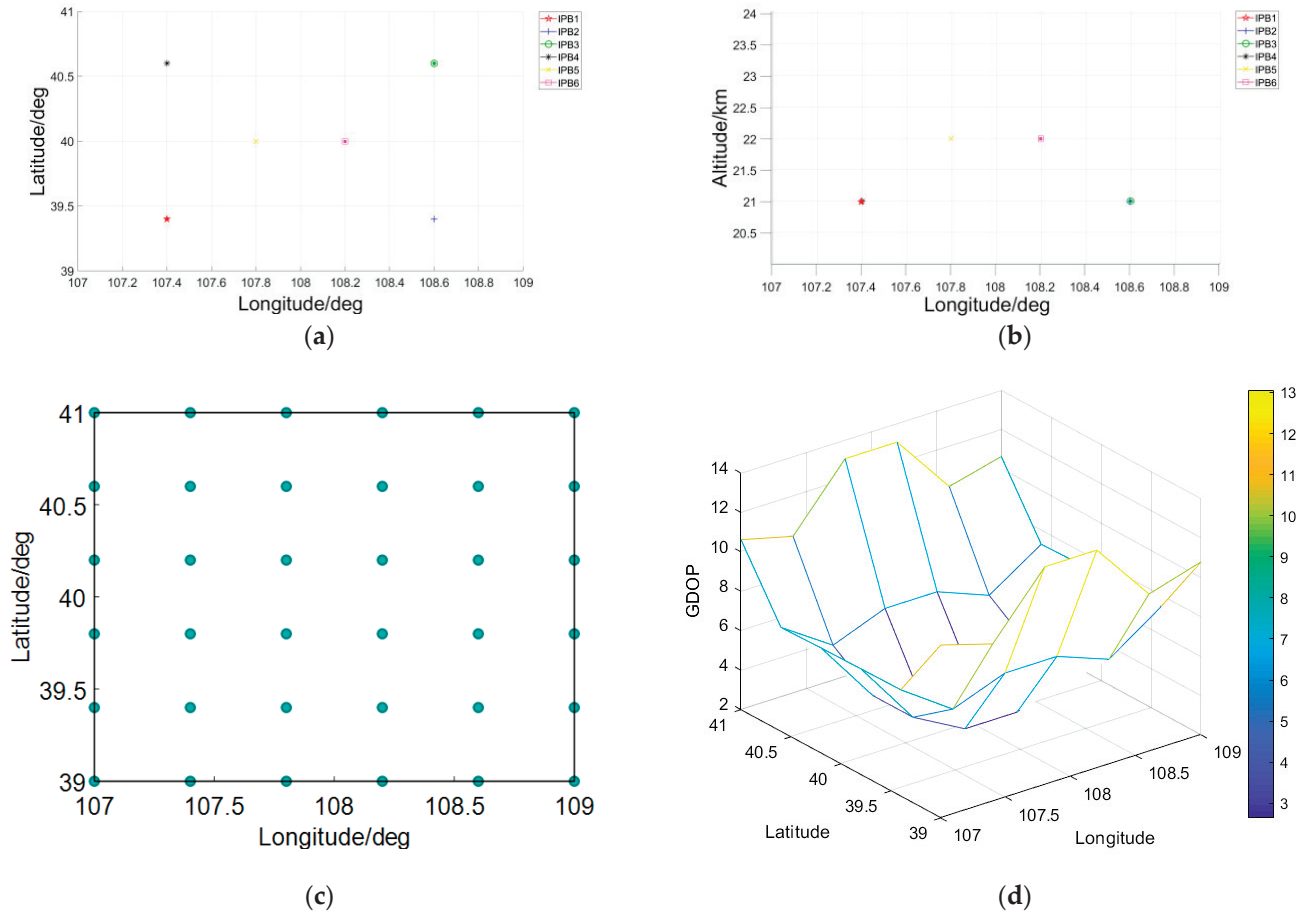 41
40.5
40
39.5
39
Latitude/deg
107 107.2 107.4 107.6 107.8 108 108.2 108.4 108.6 108.8 109
Longitude/deg
IPB1
IPB2
IPB3
IPB4
IPB5
IPB6
(a)
24
23.5
23
22.5
22
21.5
21
20.5
Altitude/km
107 107.2 107.4 107.6 107.8 108 108.2 108.4 108.6 108.8 109
Longitude/deg
IPB1
IPB2
IPB3
IPB4
IPB5
IPB6
(b)
41
40.5
40
39.5
39
Latitude/deg
107 107.5 108 108.5 109
Longitude/deg
(c)
14
12
10
8
6
4
2
GDOP
41
40.5
40
39.5
39
Latitude
107
107.5
108
108.5
109
Longitude
13
12
11
10
9
8
7
6
5
4
3
(d)